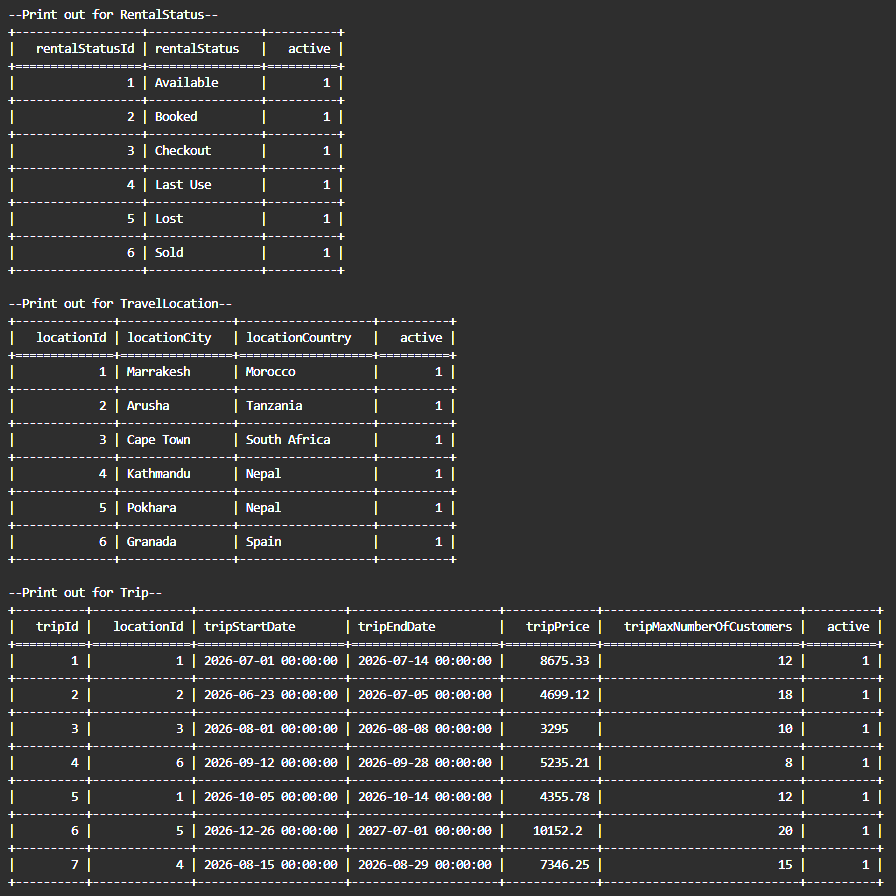 --Print out for RentalStatus--
+------------------+----------------+----------+
|   rentalStatusId | rentalStatus   |   active |
+==================+================+==========+
|                1 | Available      |        1 |
+------------------+----------------+----------+
|                2 | Booked         |        1 |
+------------------+----------------+----------+
|                3 | Checkout       |        1 |
+------------------+----------------+----------+
|                4 | Last Use       |        1 |
+------------------+----------------+----------+
|                5 | Lost           |        1 |
+------------------+----------------+----------+
|                6 | Sold           |        1 |
+------------------+----------------+----------+
--Print out for TravelLocation--
+--------------+----------------+-------------------+----------+
|   locationId | locationCity   | locationCountry   |   active |
+==============+================+===================+==========+
|            1 | Marrakesh      | Morocco           |        1 |
+--------------+----------------+-------------------+----------+
|            2 | Arusha         | Tanzania          |        1 |
+--------------+----------------+-------------------+----------+
|            3 | Cape Town      | South Africa      |        1 |
+--------------+----------------+-------------------+----------+
|            4 | Kathmandu      | Nepal             |        1 |
+--------------+----------------+-------------------+----------+
|            5 | Pokhara        | Nepal             |        1 |
+--------------+----------------+-------------------+----------+
|            6 | Granada        | Spain             |        1 |
+--------------+----------------+-------------------+----------+
--Print out for Trip--
+----------+--------------+---------------------+---------------------+-------------+----------------------------+----------+
|   tripId |   locationId | tripStartDate       | tripEndDate         |   tripPrice |   tripMaxNumberOfCustomers |   active |
+==========+==============+=====================+=====================+=============+============================+==========+
|        1 |            1 | 2026-07-01 00:00:00 | 2026-07-14 00:00:00 |     8675.33 |                         12 |        1 |
+----------+--------------+---------------------+---------------------+-------------+----------------------------+----------+
|        2 |            2 | 2026-06-23 00:00:00 | 2026-07-05 00:00:00 |     4699.12 |                         18 |        1 |
+----------+--------------+---------------------+---------------------+-------------+----------------------------+----------+
|        3 |            3 | 2026-08-01 00:00:00 | 2026-08-08 00:00:00 |     3295    |                         10 |        1 |
+----------+--------------+---------------------+---------------------+-------------+----------------------------+----------+
|        4 |            6 | 2026-09-12 00:00:00 | 2026-09-28 00:00:00 |     5235.21 |                          8 |        1 |
+----------+--------------+---------------------+---------------------+-------------+----------------------------+----------+
|        5 |            1 | 2026-10-05 00:00:00 | 2026-10-14 00:00:00 |     4355.78 |                         12 |        1 |
+----------+--------------+---------------------+---------------------+-------------+----------------------------+----------+
|        6 |            5 | 2026-12-26 00:00:00 | 2027-07-01 00:00:00 |    10152.2  |                         20 |        1 |
+----------+--------------+---------------------+---------------------+-------------+----------------------------+----------+
|        7 |            4 | 2026-08-15 00:00:00 | 2026-08-29 00:00:00 |     7346.25 |                         15 |        1 |
+----------+--------------+---------------------+---------------------+-------------+----------------------------+----------+